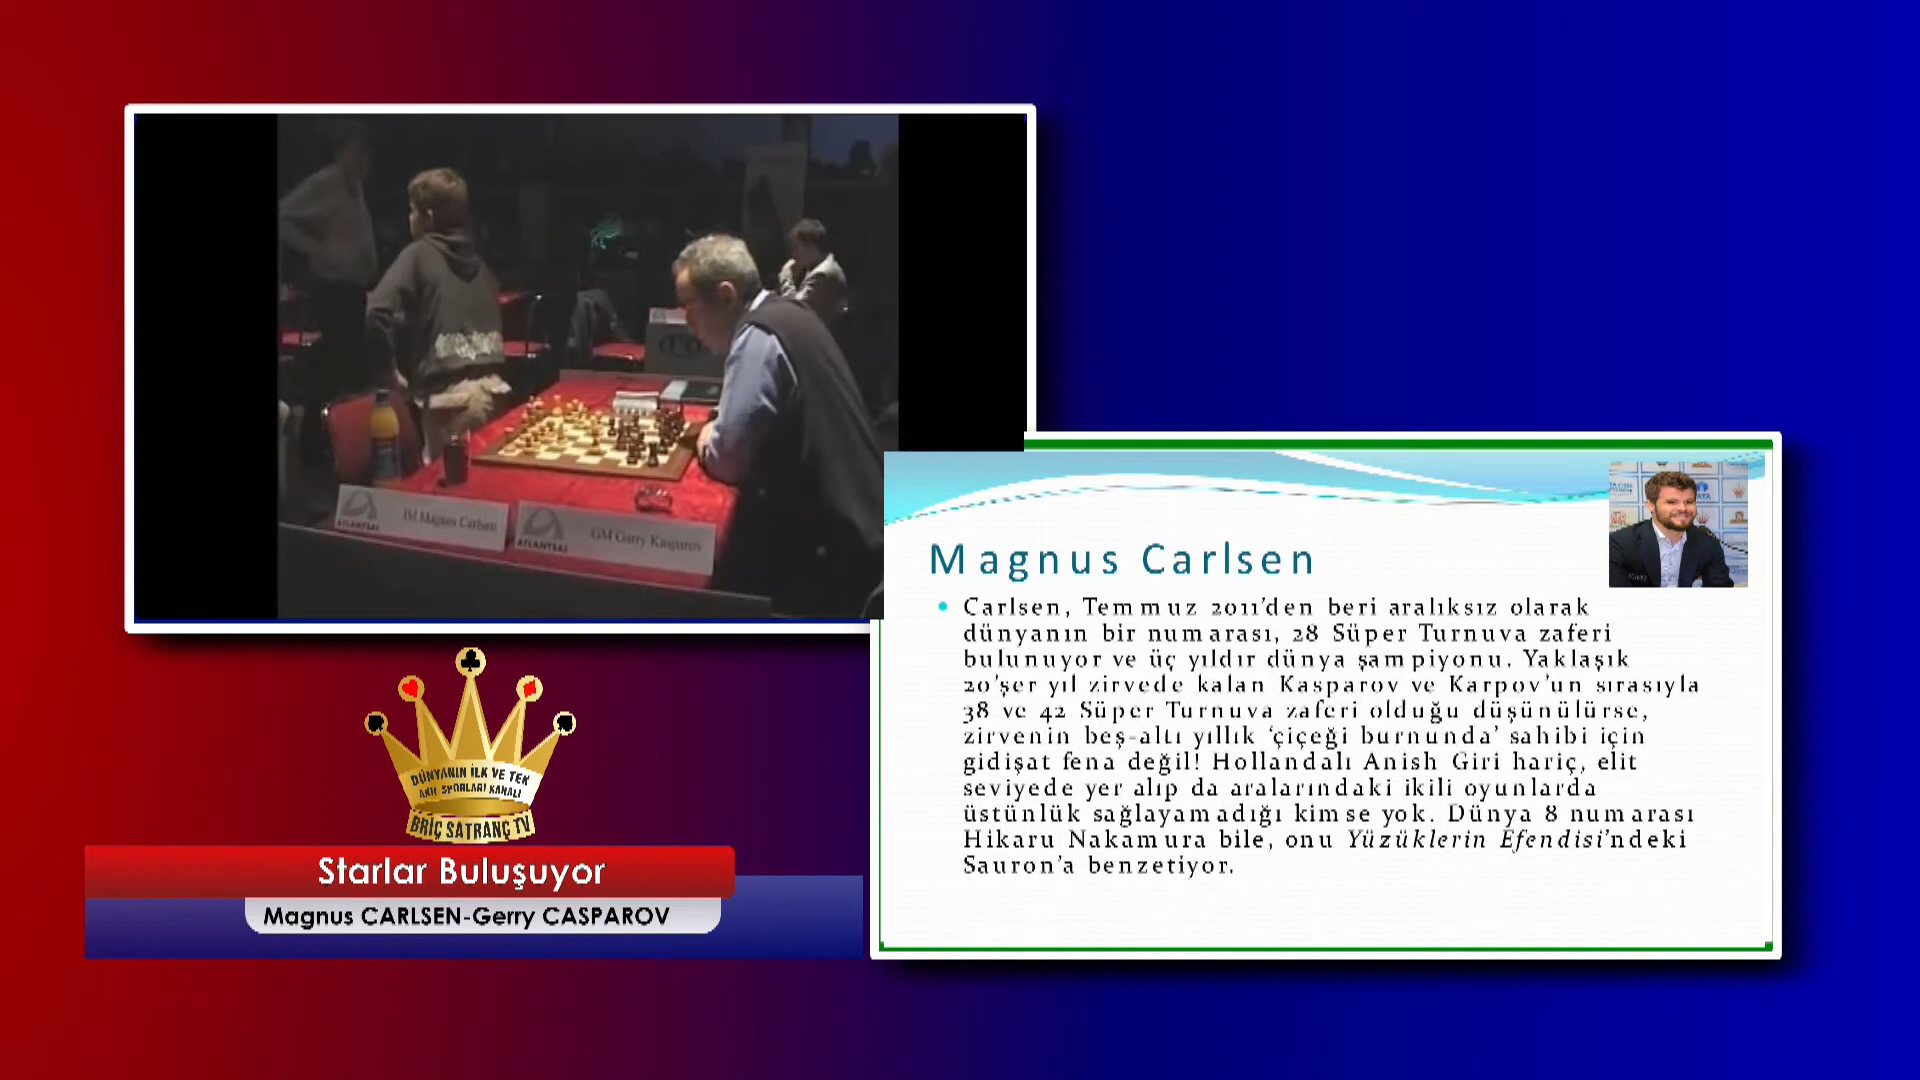 ATLANTSAL
IM Magnus Carlsen
ATLANTSAL
GM Garry Kasparov
Magnus Carlsen
Carlsen, Temmuz 2011’den beri aralıksız olarak
dünyanın bir numarası, 28 Süper Turnuva zaferi
bulunuyor ve üç yıldır dünya şampiyonu. Yaklaşık
20’şer yıl zirvede kalan Kasparov ve Karpov’un sırasıyla
38 ve 42 Süper Turnuva zaferi olduğu düşünülürse,
zirvenin beş-altı yıllık ‘çiçeği burnunda’ sahibi için
gidişat fena değil! Hollandalı Anish Giri hariç, elit
seviyede yer alıp da aralarındaki ikili oyunlarda
üstünlük sağlayamadığı kimse yok. Dünya 8 numarası
Hikaru Nakamura bile, onu Yüzüklerin Efendisi’ndeki
Sauron’a benzetiyor.
DÜNYANIN İLK VE TEK
AKIL SPORLARI KANALI
BRİÇ SATRANÇ TV
Starlar Buluşuyor
Magnus CARLSEN-Gerry CASPAROV